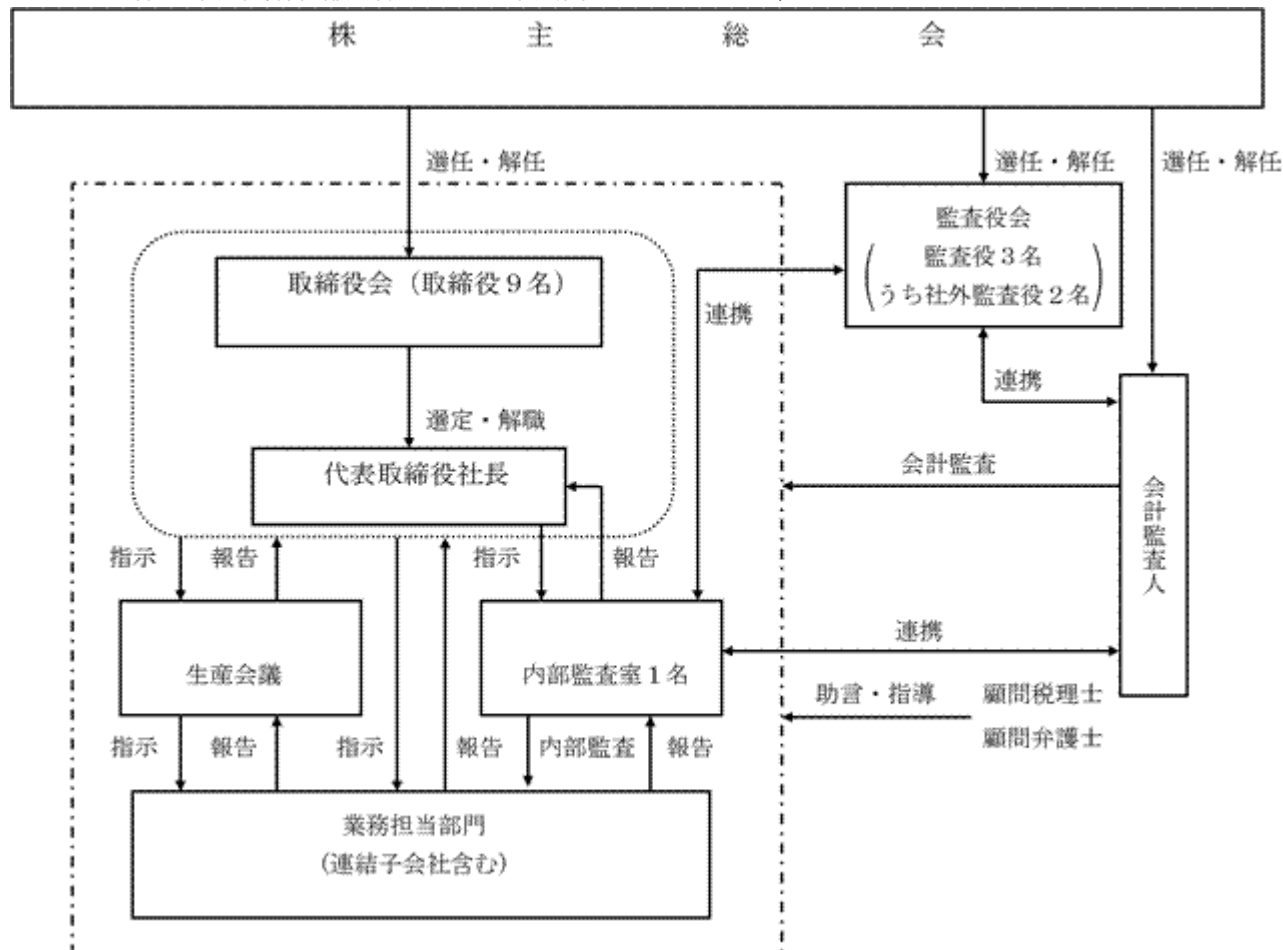 株主総会
選任・解任
選任・解任
選任・解任
取締役会（取締役９名）
選定・解職
代表取締役社長
監査役会
監査役３名
うち社外監査役２名
連携
連携
会計監査
会計監査人
指示
報告
指示
報告
生産会議
内部監査室１名
連携
助言・指導
顧問税理士
顧問弁護士
指示
報告
指示
報告
内部監査
報告
業務担当部門
（連結子会社含む）